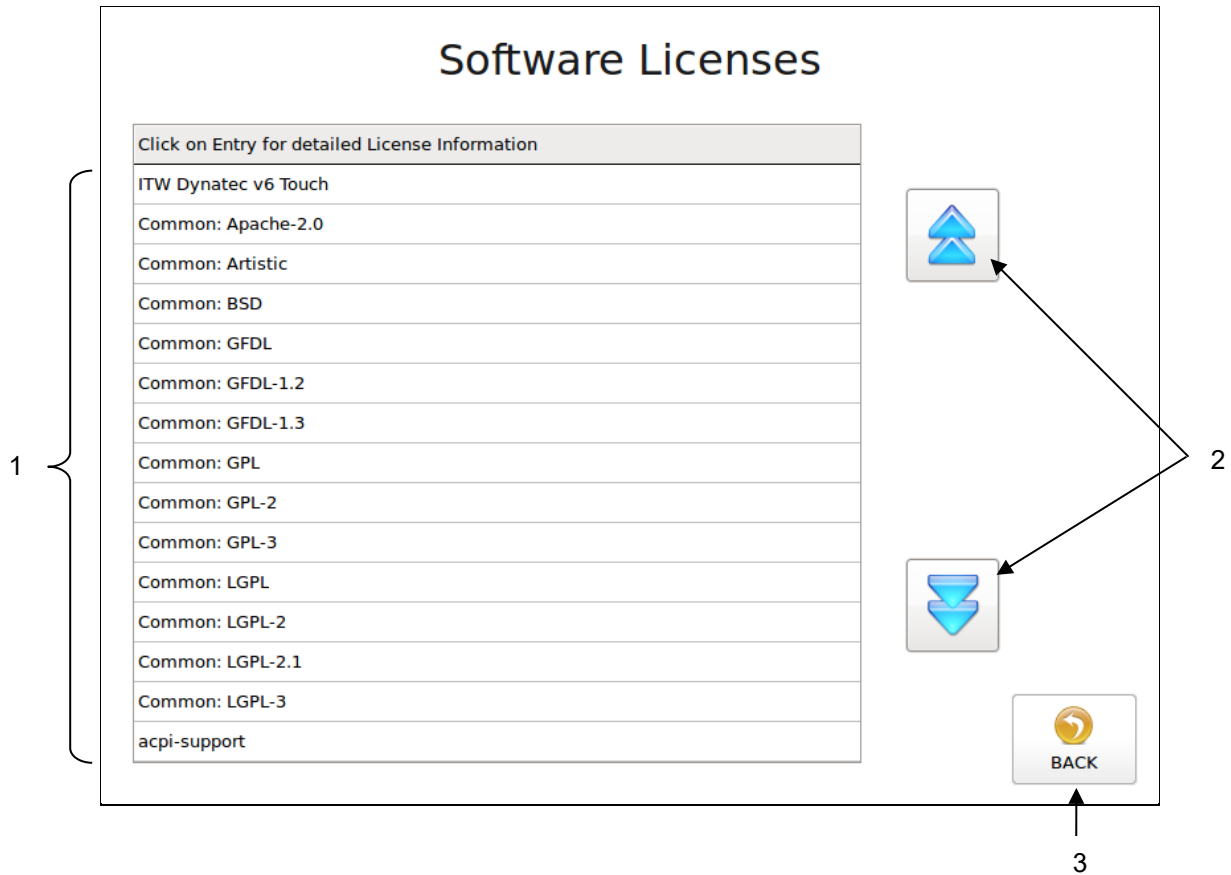 Software Licenses
Click on Entry for detailed License Information
ITW Dynatec v6 Touch
Common: Apache-2.0
Common: Artistic
Common: BSD
Common: GFDL
Common: GFDL-1.2
Common: GFDL-1.3
Common: GPL
Common: GPL-2
Common: GPL-3
Common: LGPL
Common: LGPL-2
Common: LGPL-2.1
Common: LGPL-3
acpi-support
BACK
1
2
3